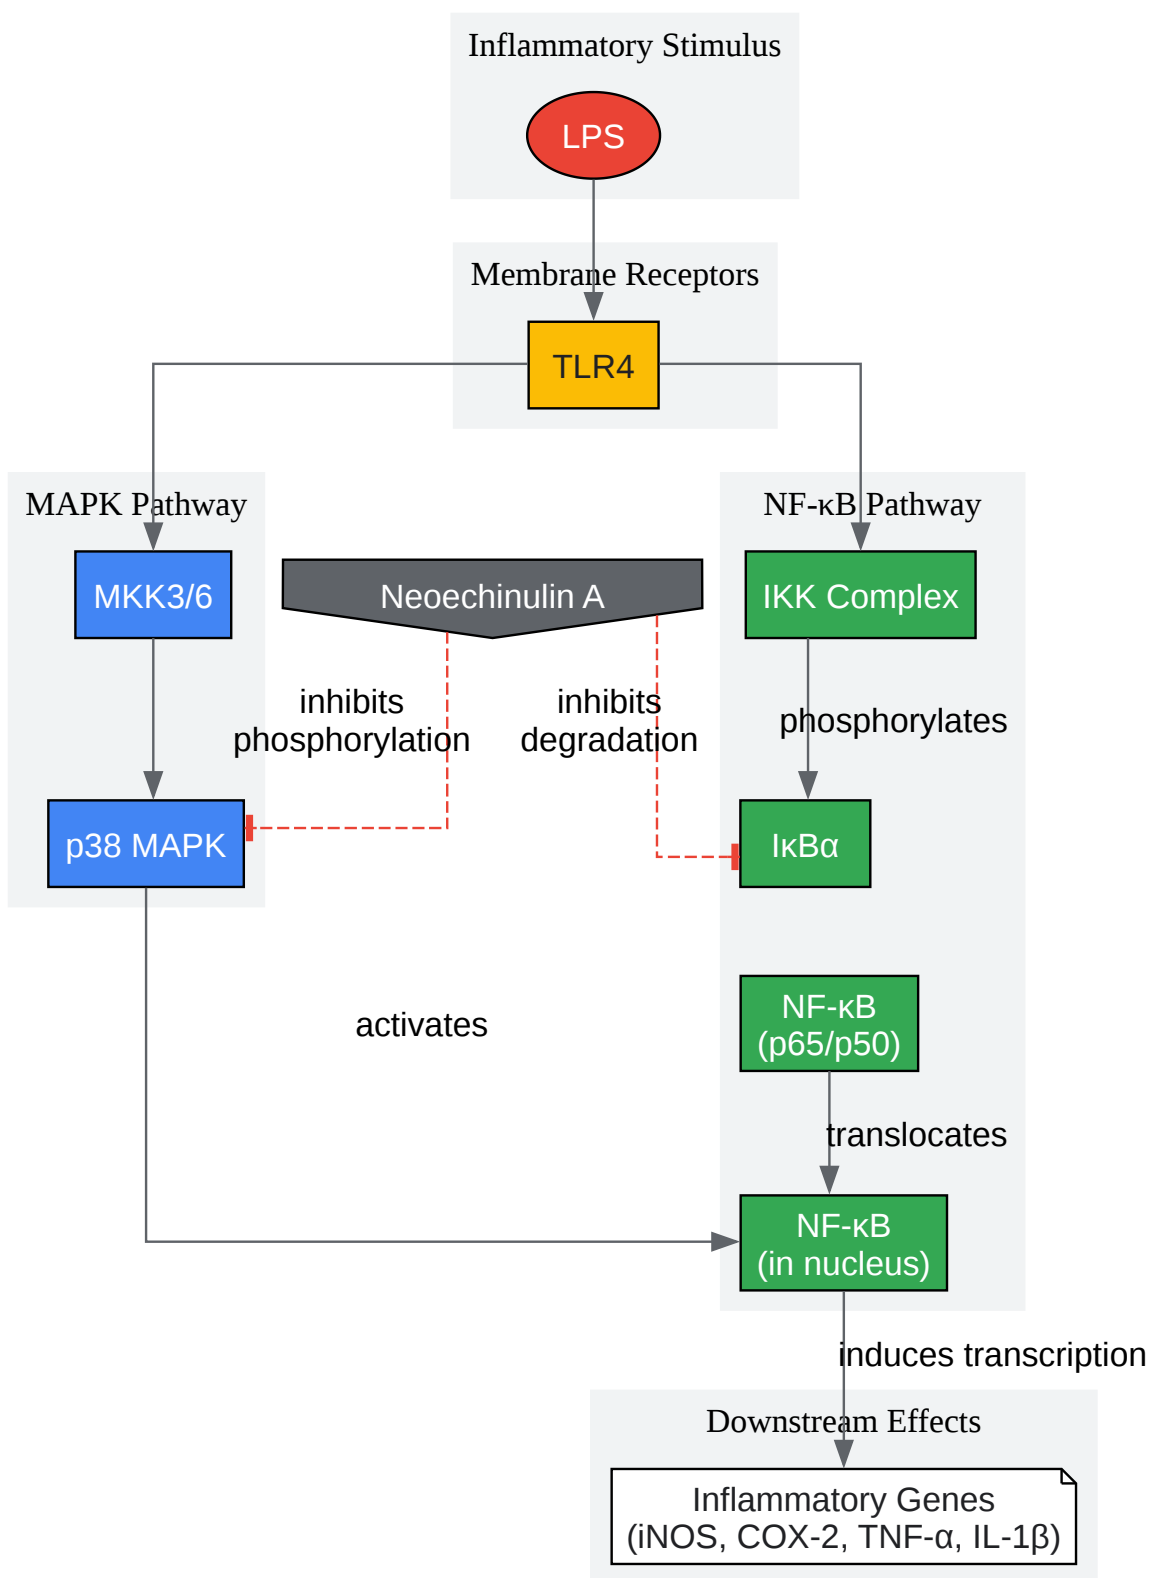 Inflammatory Stimulus
LPS
Membrane Receptors
TLR4
MAPK Pathway
NF-κB Pathway
MKK3/6
Neoechinulin A
IKK Complex
inhibits
phosphorylation
inhibits
degradation
phosphorylates
p38 MAPK
IκBα
NF-κB
(p65/p50)
activates
translocates
NF-κB
(in nucleus)
induces transcription
Downstream Effects
Inflammatory Genes
(iNOS, COX-2, TNF-α, IL-1β)